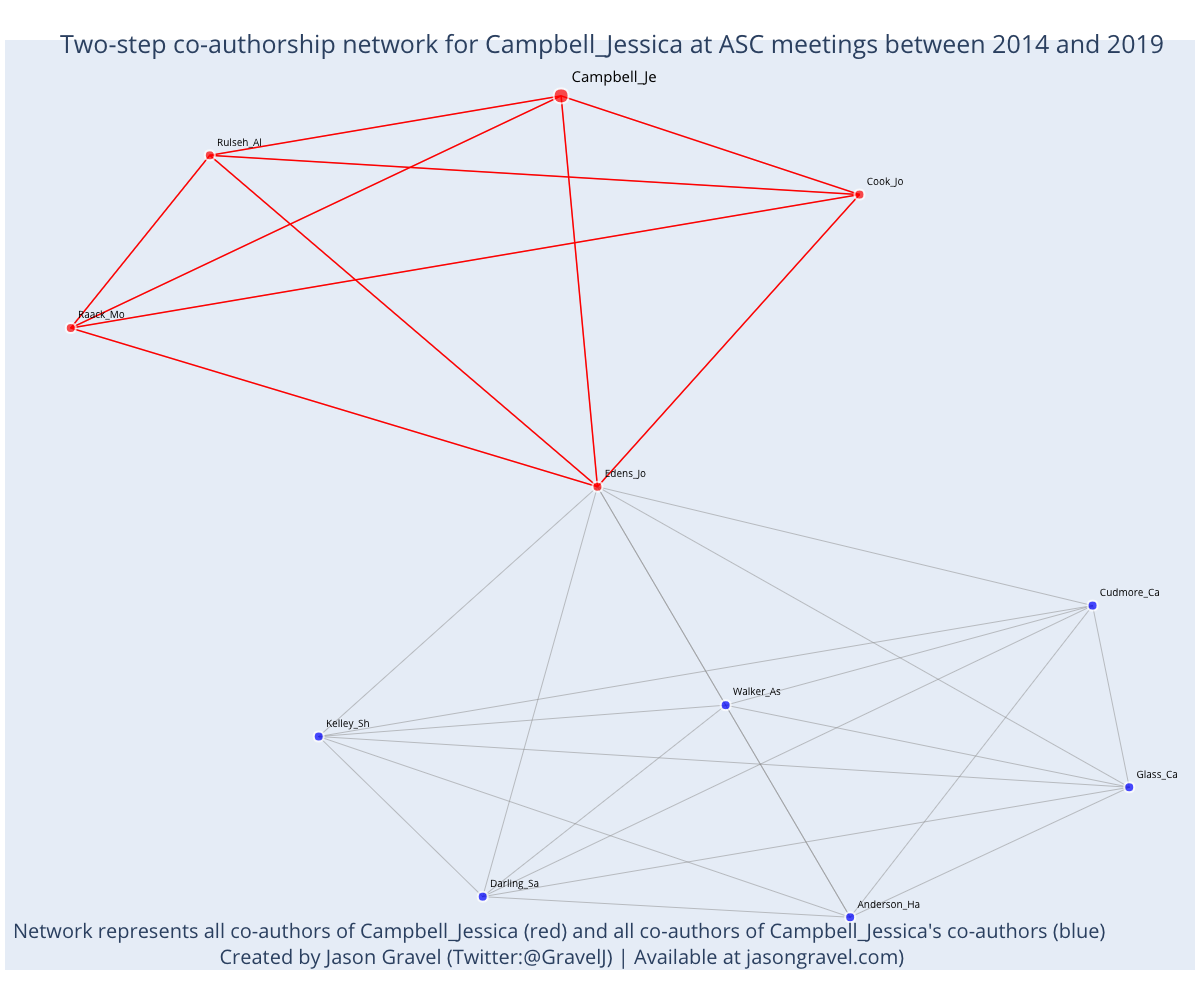 Two-step co-authorship network for Campbell_Jessica at ASC meetings between 2014 and 2019
Campbell_Je
Rulseh_Al
Cook_Jo
Raack_Mo
Edens_Jo
Cudmore_Ca
Walker_As
Kelley_Sh
Glass_Ca
Darling_Sa
Anderson_Ha
Network represents all co-authors of Campbell_Jessica (red) and all co-authors of Campbell_Jessica's co-authors (blue)
Created by Jason Gravel (Twitter:@GravelJ) | Available at jasongravel.com)